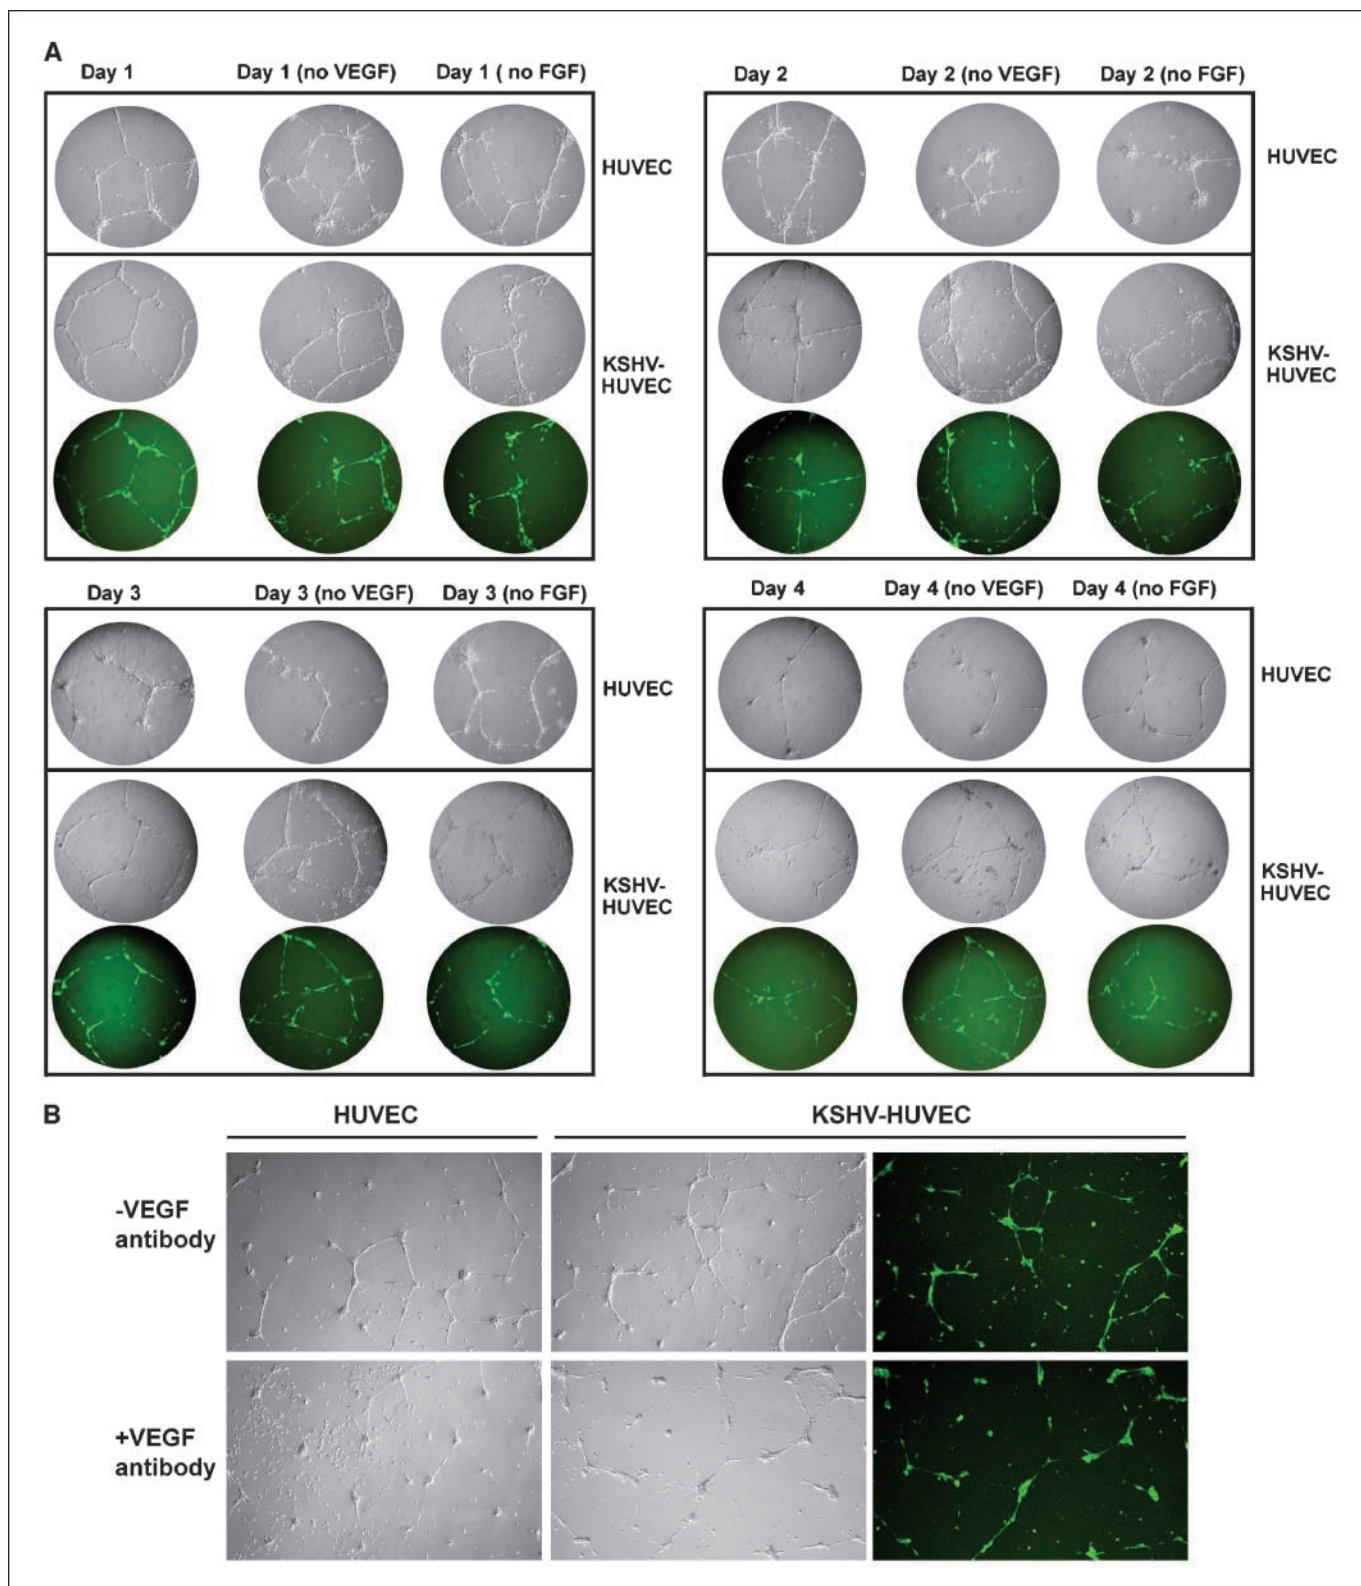 A
Day 1 Day 1 (no VEGF) Day 1 ( no FGF)
HUVEC
KSHV-
HUVEC
Day 2 Day 2 (no VEGF) Day 2 (no FGF)
HUVEC
KSHV-
HUVEC
Day 3 Day 3 (no VEGF) Day 3 (no FGF)
HUVEC
KSHV-
HUVEC
Day 4 Day 4 (no VEGF) Day 4 (no FGF)
HUVEC
KSHV-
HUVEC
B
HUVEC KSHV-HUVEC
-VEGF
antibody
+VEGF
antibody